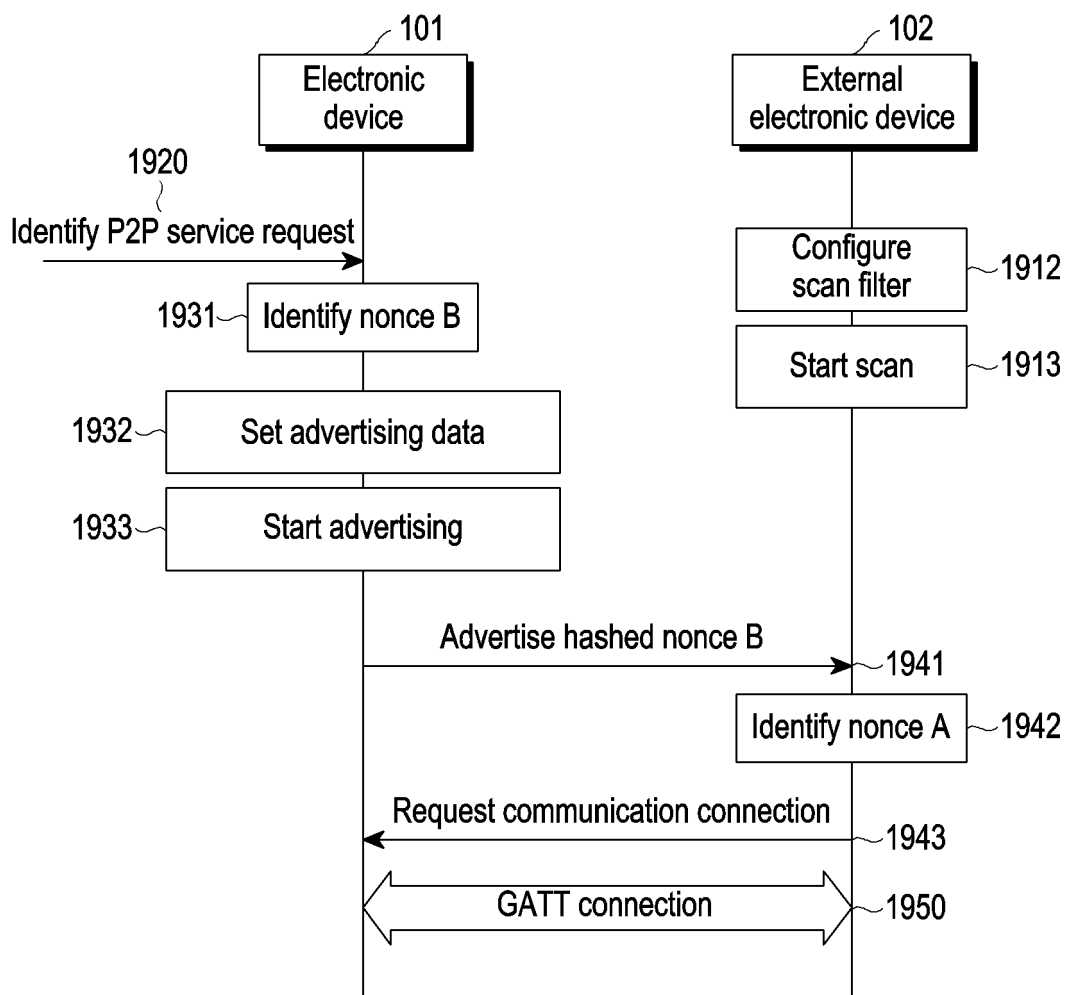 101
102
Electronic
device
External
electronic device
1920
Identify P2P service request
Configure
scan filter
1912
1931
Identify nonce B
Start scan
1913
1932
Set advertising data
1933
Start advertising
Advertise hashed nonce B
1941
Identify nonce A
1942
Request communication connection
1943
GATT connection
1950